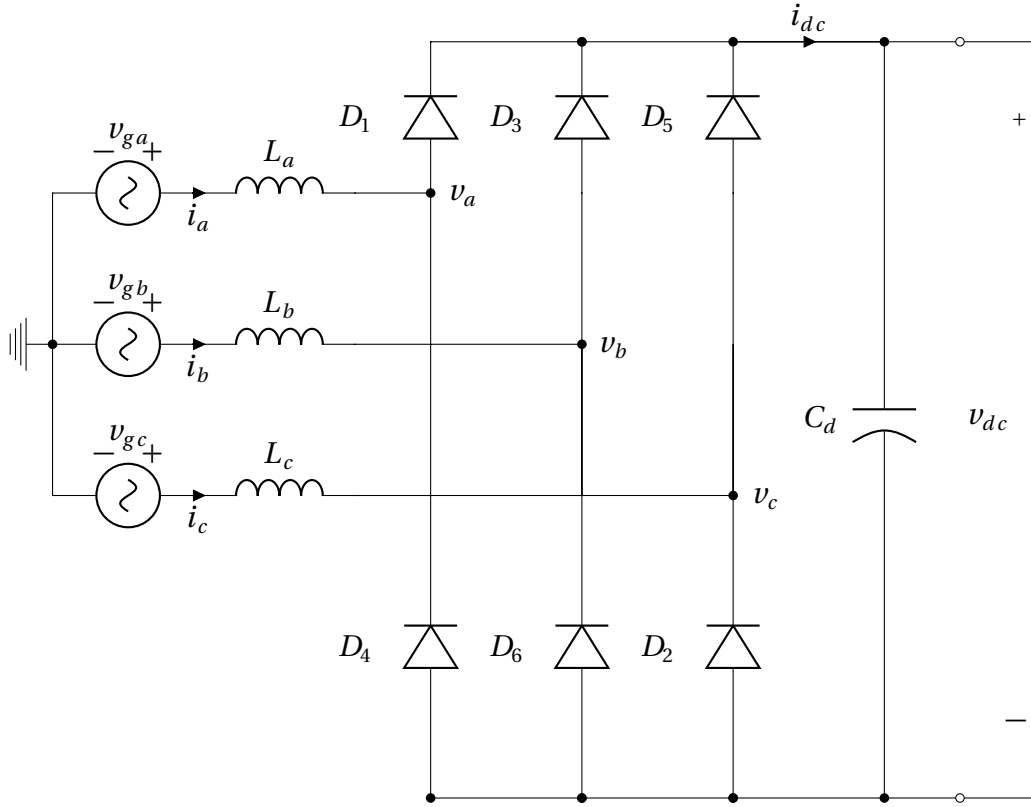 i_dc
D_1
D_3
D_5
+
− v_ga +
L_a
i_a
v_a
− v_gb +
L_b
i_b
v_b
− v_gc +
L_c
i_c
v_c
C_d
v_dc
D_4
D_6
D_2
−